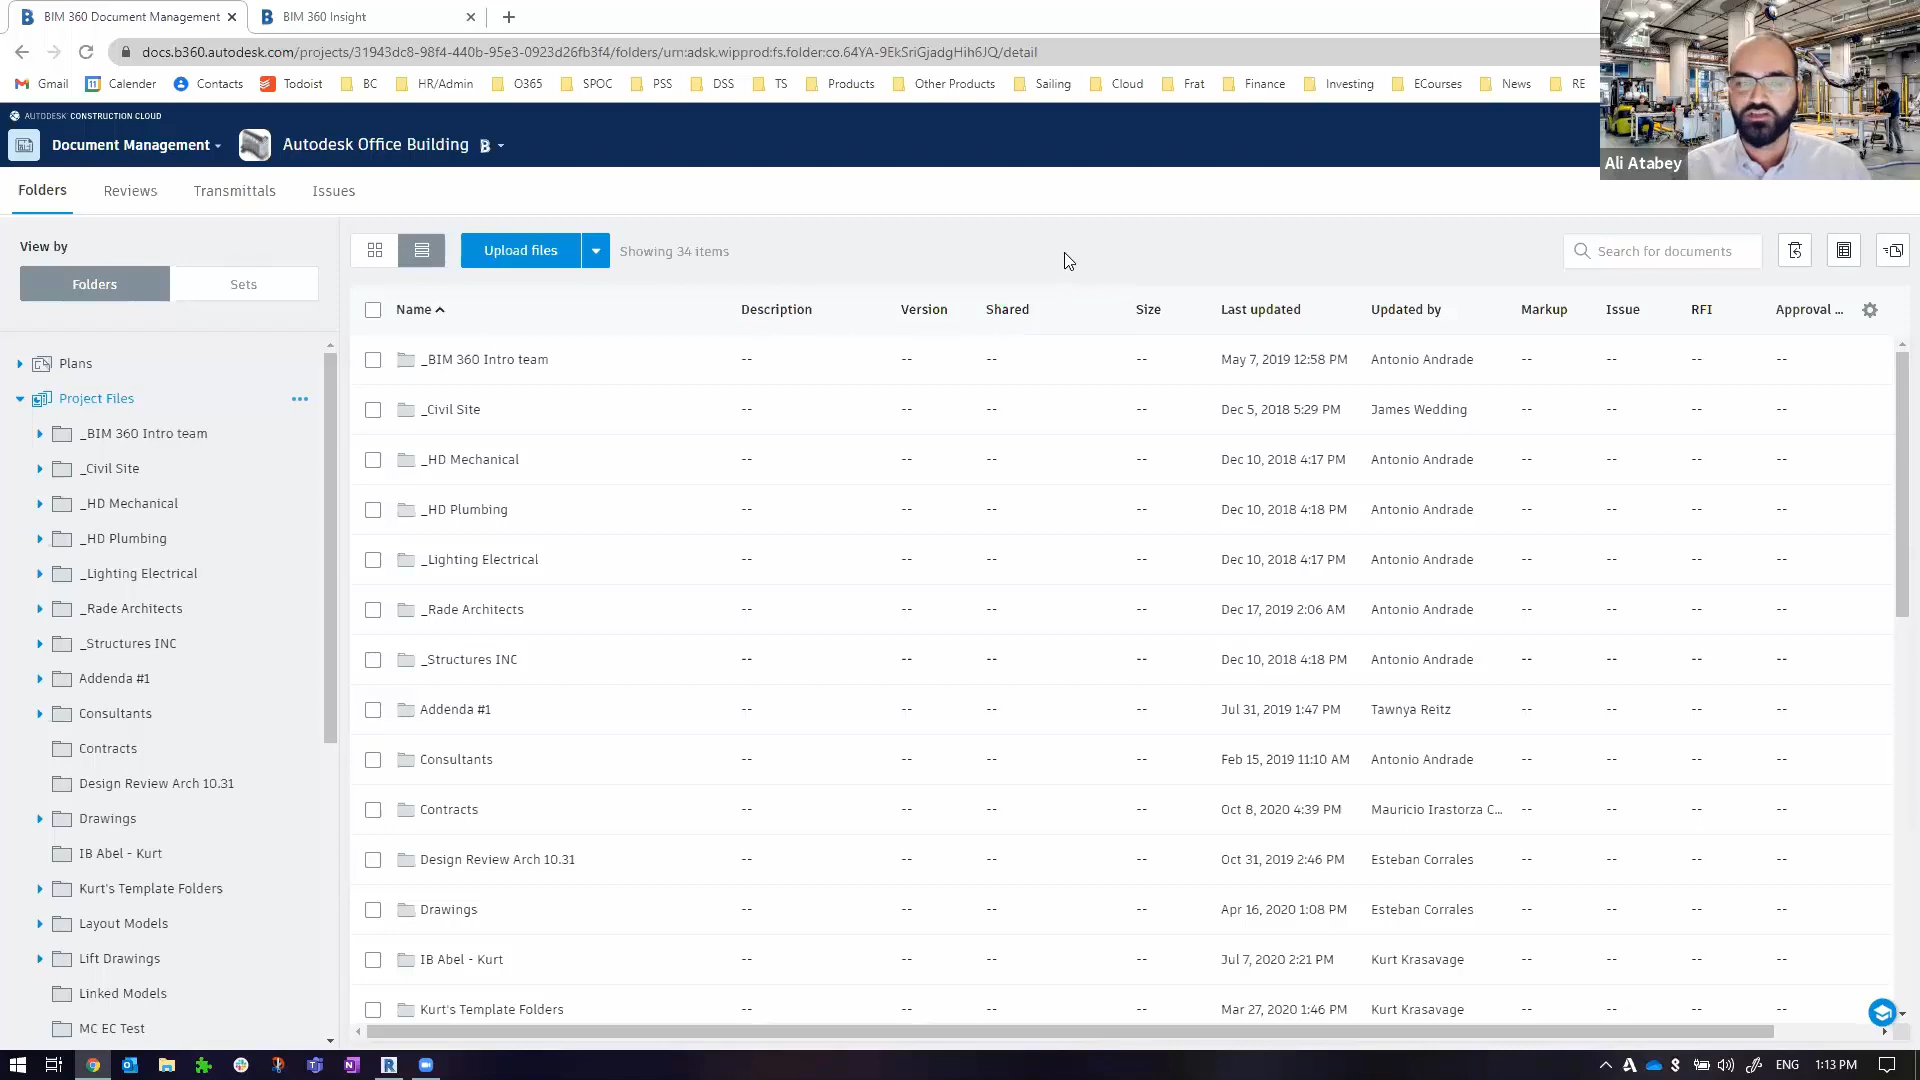 BIM 360 Document Management
BIM 360 Insight
docs.b360.autodesk.com/projects/31943dc8-98f4-440b-95e3-0923d26fb3f4/folders/urn:adsk.wipprod:fs.folder:co.64YA-9EkSriGjadgHih6JQ/detail
Gmail Calender Contacts Todoist BC HR/Admin O365 SPOC PSS DSS TS Products Other Products Sailing Cloud Frat Finance Investing ECourses News RE
Ali Atabey
AUTODESK CONSTRUCTION CLOUD
Document Management
Autodesk Office Building
Folders Reviews Transmittals Issues
View by
Folders Sets
Upload files
Showing 34 items
Search for documents
Plans
Project Files
_BIM 360 Intro team
_Civil Site
_HD Mechanical
_HD Plumbing
_Lighting Electrical
_Rade Architects
_Structures INC
Addenda #1
Consultants
Contracts
Design Review Arch 10.31
Drawings
IB Abel - Kurt
Kurt's Template Folders
Layout Models
Lift Drawings
Linked Models
MC EC Test
Name Description Version Shared Size Last updated Updated by Markup Issue RFI Approval ...
_BIM 360 Intro team -- -- -- -- May 7, 2019 12:58 PM Antonio Andrade -- -- -- --
_Civil Site -- -- -- -- Dec 5, 2018 5:29 PM James Wedding -- -- -- --
_HD Mechanical -- -- -- -- Dec 10, 2018 4:17 PM Antonio Andrade -- -- -- --
_HD Plumbing -- -- -- -- Dec 10, 2018 4:18 PM Antonio Andrade -- -- -- --
_Lighting Electrical -- -- -- -- Dec 10, 2018 4:17 PM Antonio Andrade -- -- -- --
_Rade Architects -- -- -- -- Dec 17, 2019 2:06 AM Antonio Andrade -- -- -- --
_Structures INC -- -- -- -- Dec 10, 2018 4:18 PM Antonio Andrade -- -- -- --
Addenda #1 -- -- -- -- Jul 31, 2019 1:47 PM Tawnya Reitz -- -- -- --
Consultants -- -- -- -- Feb 15, 2019 11:10 AM Antonio Andrade -- -- -- --
Contracts -- -- -- -- Oct 8, 2020 4:39 PM Mauricio Irastorza C... -- -- -- --
Design Review Arch 10.31 -- -- -- -- Oct 31, 2019 2:46 PM Esteban Corrales -- -- -- --
Drawings -- -- -- -- Apr 16, 2020 1:08 PM Esteban Corrales -- -- -- --
IB Abel - Kurt -- -- -- -- Jul 7, 2020 2:21 PM Kurt Krasavage -- -- -- --
Kurt's Template Folders -- -- -- -- Mar 27, 2020 1:46 PM Kurt Krasavage -- -- -- --
ENG 1:13 PM